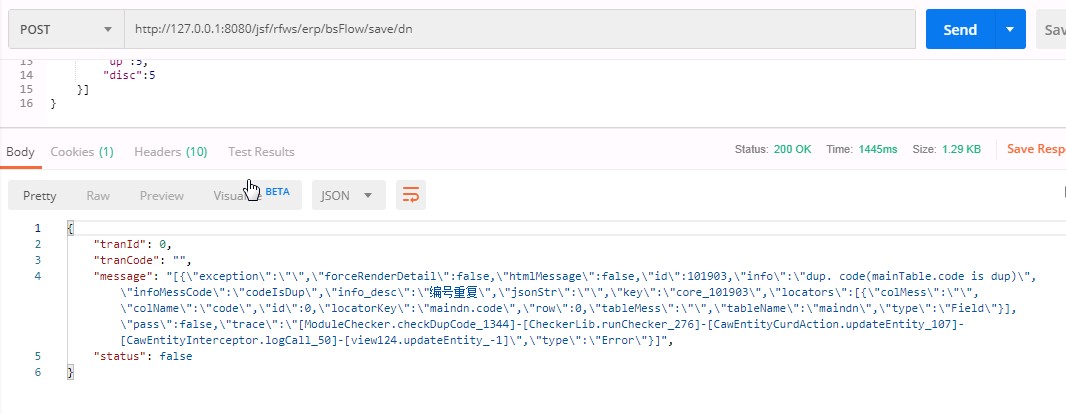 POST
http://127.0.0.1:8080/jsf/rfws/erp/bsFlow/save/dn
Send
Sav
13 "up":5,
14 "disc":5
15 }]
16 }
Body Cookies (1) Headers (10) Test Results
Status: 200 OK Time: 1445ms Size: 1.29 KB Save Resp
Pretty Raw Preview BETA JSON
1 {
2 "tranId": 0,
3 "tranCode": "",
4 "message": "[{\"exception\":\"\",\"forceRenderDetail\":false,\"htmlMessage\":false,\"id\":101903,\"info\":\"dup. code(mainTable.code is dup)\",
\"infoMessCode\":\"codeIsDup\",\"info_desc\":\"编号重复\",\"jsonStr\":\"\",\"key\":\"core_101903\",\"locators\":[{\"colMess\":\"\",
\"colName\":\"code\",\"id\":0,\"locatorKey\":\"maindn.code\",\"row\":0,\"tableMess\":\"\",\"tableName\":\"maindn\",\"type\":\"Field\"}],
\"pass\":false,\"trace\":\"[ModuleChecker.checkDupCode_1344]-[CheckerLib.runChecker_276]-[CawEntityCurdAction.updateEntity_107]-
[CawEntityInterceptor.logCall_50]-[view124.updateEntity_-1]\",\"type\":\"Error\"}]",
5 "status": false
6 }